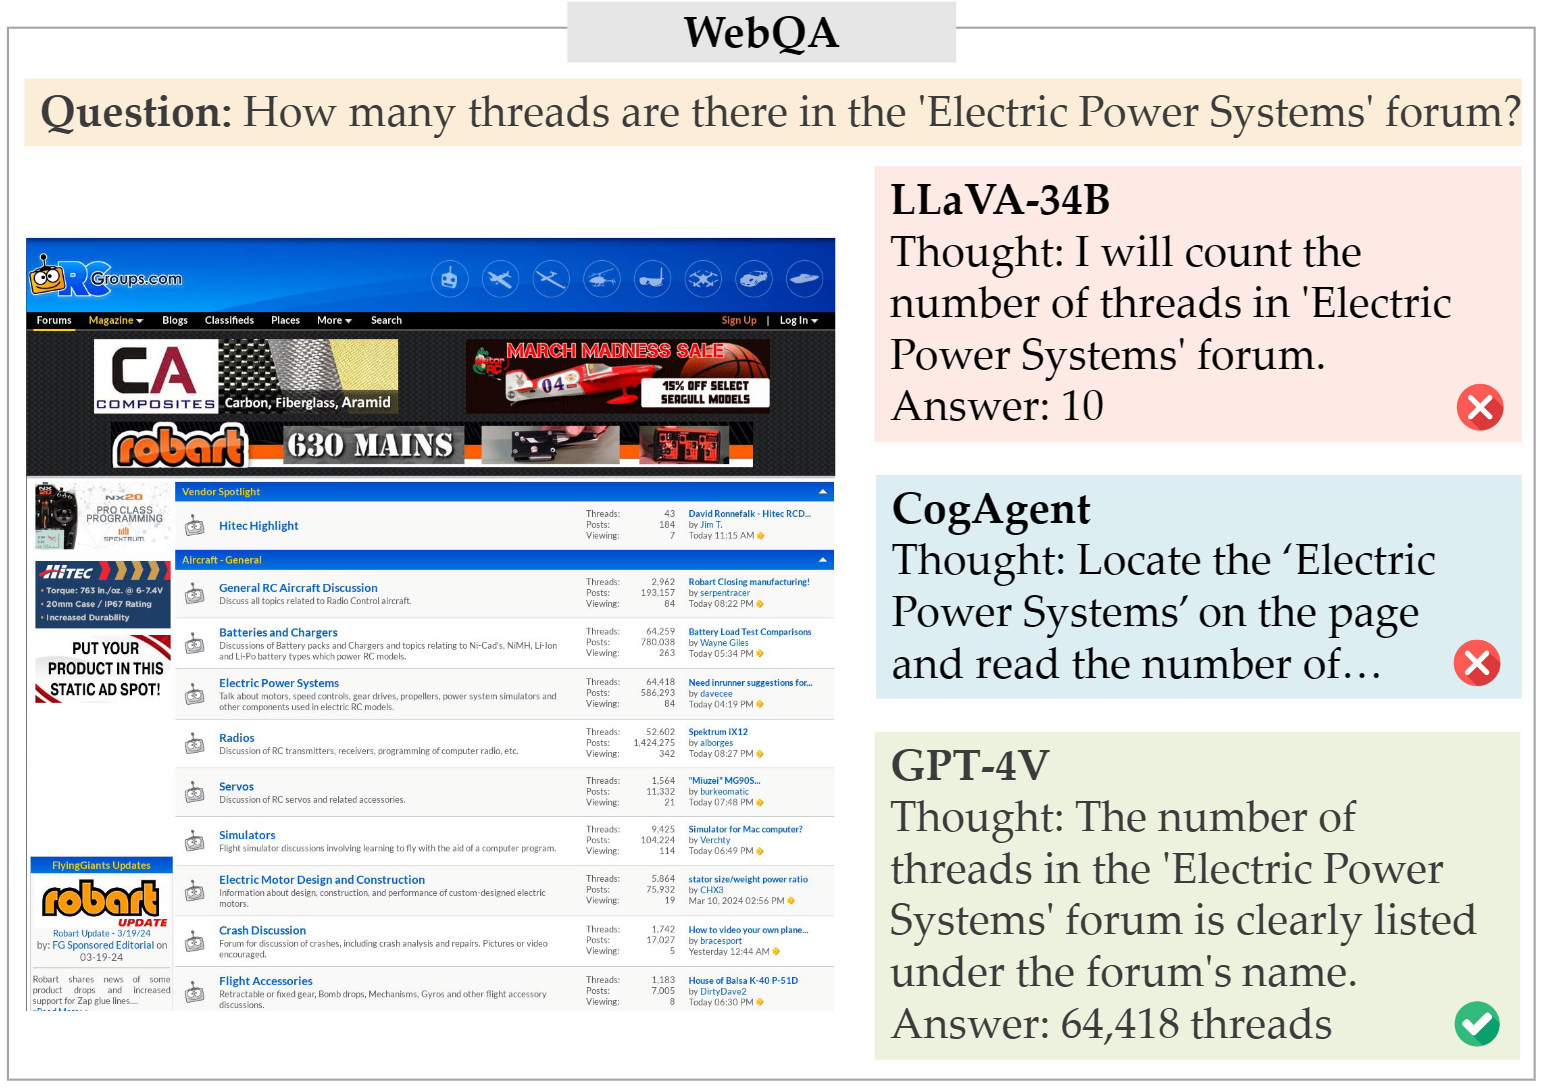 WebQA
Question: How many threads are there in the 'Electric Power Systems' forum?
RCGroups.com
Forums Magazine Blogs Classifieds Places More Search Sign Up | Log In
CA
COMPOSITES
Carbon, Fiberglass, Aramid
MARCH MADNESS SALE
04
15% OFF SELECT
SEAGULL MODELS
robart 630 MAINS
NX20
PRO CLASS
PROGRAMMING
SPEKTRUM
HiTEC
• Torque: 763 in./oz. @ 6-7.4V
• 20mm Case / IP67 Rating
• Increased Durability
PUT YOUR
PRODUCT IN THIS
STATIC AD SPOT!
FlyingGiants Updates
robart
UPDATE
Robart Update - 3/19/24
by: FG Sponsored Editorial on
03-19-24
Robart shares news of some
product drops and increased
support for Zap glue lines....
Vendor Spotlight
Hitec Highlight
Threads: 43
Posts: 184
Viewing: 7
David Ronnefalk - Hitec RCD...
by Jim T.
Today 11:15 AM
Aircraft - General
General RC Aircraft Discussion
Discuss all topics related to Radio Control aircraft.
Threads: 2,962
Posts: 193,157
Viewing: 84
Robart Closing manufacturing!
by serpentracer
Today 08:22 PM
Batteries and Chargers
Discussions of Battery packs and Chargers and topics relating to Ni-Cad's, NiMH, Li-Ion
and Li-Po battery types which power RC models.
Threads: 64,259
Posts: 780,038
Viewing: 263
Battery Load Test Comparisons
by Wayne Giles
Today 05:34 PM
Electric Power Systems
Talk about motors, speed controls, gear drives, propellers, power system simulators and
other components used in electric RC models.
Threads: 64,418
Posts: 586,293
Viewing: 84
Need inrunner suggestions for...
by davecee
Today 04:19 PM
Radios
Discussion of RC transmitters, receivers, programming of computer radio, etc.
Threads: 52,602
Posts: 1,424,275
Viewing: 342
Spektrum iX12
by alborges
Today 08:27 PM
Servos
Discussion of RC servos and related accessories.
Threads: 1,564
Posts: 11,332
Viewing: 21
"Miuzei" MG90S...
by burkeomatic
Today 07:48 PM
Simulators
Flight simulator discussions involving learning to fly with the aid of a computer program.
Threads: 9,425
Posts: 104,224
Viewing: 114
Simulator for Mac computer?
by Verchty
Today 06:49 PM
Electric Motor Design and Construction
Information about design, construction, and performance of custom-designed electric
motors.
Threads: 5,864
Posts: 75,932
Viewing: 19
stator size/weight power ratio
by CHX3
Mar 10, 2024 02:56 PM
Crash Discussion
Forum for discussion of crashes, including crash analysis and repairs. Pictures or video
encouraged.
Threads: 1,742
Posts: 17,027
Viewing: 5
How to video your own plane...
by bracesport
Yesterday 12:44 AM
Flight Accessories
Retractable or fixed gear, Bomb drops, Mechanisms, Gyros and other flight accessory
discussions.
Threads: 1,183
Posts: 7,005
Viewing: 8
House of Balsa K-40 P-51D
by DirtyDave2
Today 06:30 PM
LLaVA-34B
Thought: I will count the
number of threads in 'Electric
Power Systems' forum.
Answer: 10
CogAgent
Thought: Locate the ‘Electric
Power Systems’ on the page
and read the number of…
GPT-4V
Thought: The number of
threads in the 'Electric Power
Systems' forum is clearly listed
under the forum's name.
Answer: 64,418 threads